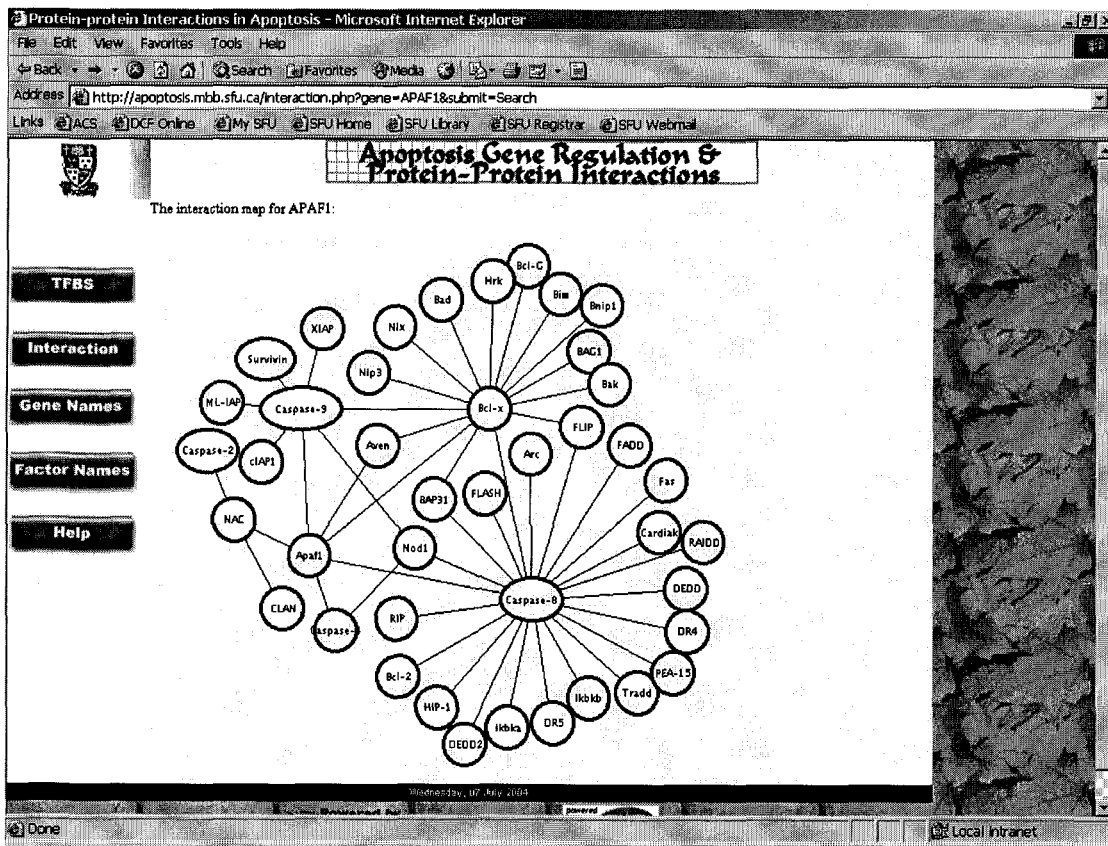 Protein-protein Interactions in Apoptosis - Microsoft Internet Explorer
File Edit View Favorites Tools Help
Back Search Favorites Media
Address http://apoptosis.mbb.sfu.ca/interaction.php?gene=APAF1&submit=Search
Links ACS DCF Online My SFU SFU Home SFU Library SFU Registrar SFU Webmail
Apoptosis Gene Regulation &
Protein-Protein Interactions
The interaction map for APAF1:
TFBS
Interaction
Gene Names
Factor Names
Help
Bcl-G
Hrk
Bim
Bad
Bnip1
XIAP
Nix
Survivin
BAG1
Nip3
Bak
ML-IAP
Caspase-9
Bcl-x
FLIP
Caspase-2
cIAP1
Aven
Arc
FADD
Fas
BAP31
FLASH
NAC
Apaf1
Nod1
Cardiak
RAIDD
DEDD
Caspase-8
CLAN
RIP
Caspase-
DR4
Bcl-2
PEA-15
HIP-1
Ikbkb
Tradd
DEDD2
Ikbka
DR5
Wednesday, 07 July 2004
Powered by
powered
Done
Local intranet